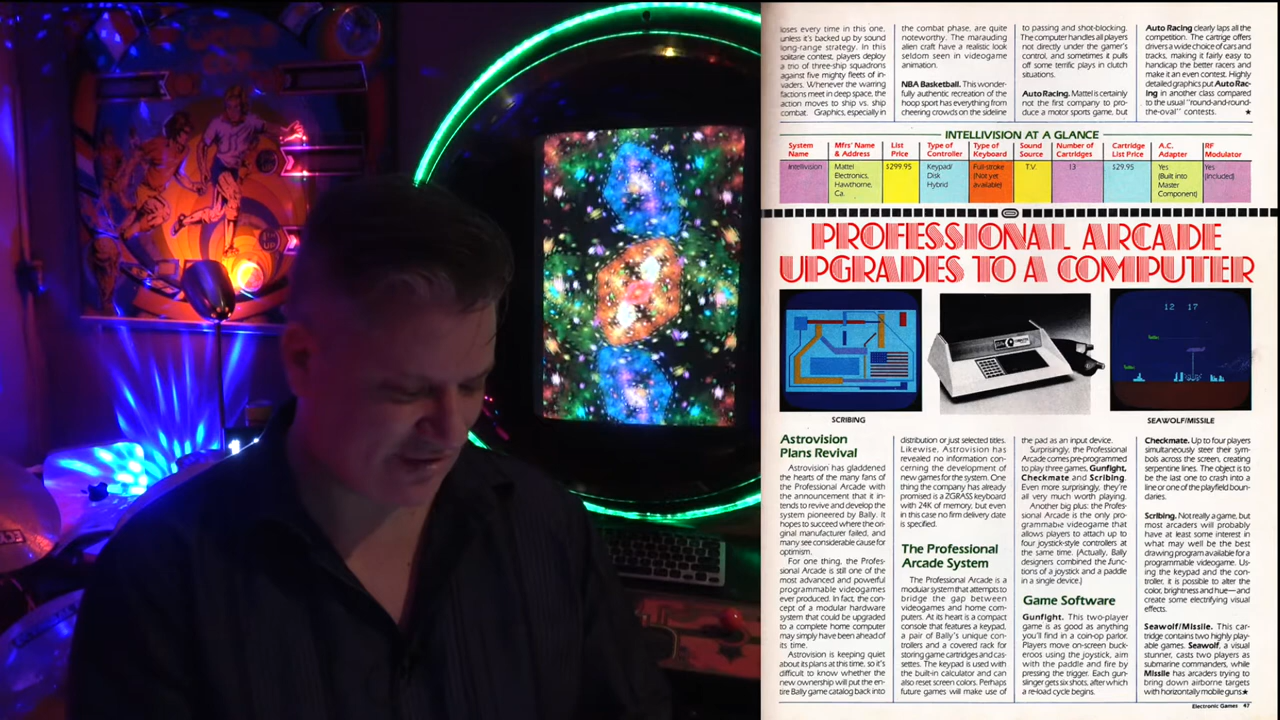 loses every time in this one,
unless it's backed up by sound
long-range strategy. In this
solitaire contest, players deploy
a trio of three-ship squadrons
against five mighty fleets of in-
vaders. Whenever the warring
factions meet in deep space, the
action moves to ship vs. ship
combat. Graphics, especially in
the combat phase, are quite
noteworthy. The marauding
alien craft have a realistic look
seldom seen in videogame
animation.
NBA Basketball. This wonder-
fully authentic recreation of the
hoop sport has everything from
cheering crowds on the sideline
to passing and shot-blocking.
The computer handles all players
not directly under the gamer's
control, and sometimes it pulls
off some terrific plays in clutch
situations.
Auto Racing. Mattel is certainly
not the first company to pro-
duce a motor sports game, but
Auto Racing clearly laps all the
competition. The cartrige offers
drivers a wide choice of cars and
tracks, making it fairly easy to
handicap the better racers and
make it an even contest. Highly
detailed graphics put Auto Rac-
ing in another class compared
to the usual "round-and-round-
the-oval" contests. ★
INTELLIVISION AT A GLANCE
System Name Mfrs' Name & Address List Price Type of Controller Type of Keyboard Sound Source Number of Cartridges Cartridge List Price A.C. Adapter RF Modulator
Intellivision Mattel Electronics, Hawthorne, Ca. $299.95 Keypad/ Disk Hybrid Full-stroke (Not yet available) T.V. 13 $29.95 Yes (Built into Master Component) Yes (Included)
PROFESSIONAL ARCADE
UPGRADES TO A COMPUTER
12 17
SCRIBING
SEAWOLF/MISSILE
Astrovision
Plans Revival
Astrovision has gladdened
the hearts of the many fans of
the Professional Arcade with
the announcement that it in-
tends to revive and develop the
system pioneered by Bally. It
hopes to succeed where the orig-
inal manufacturer failed, and
many see considerable cause for
optimism.
For one thing, the Profes-
sional Arcade is still one of the
most advanced and powerful
programmable videogames
ever produced. In fact, the con-
cept of a modular hardware
system that could be upgraded
to a complete home computer
may simply have been ahead of
its time.
Astrovision is keeping quiet
about its plans at this time, so it's
difficult to know whether the
new ownership will put the en-
tire Bally game catalog back into
distribution or just selected titles.
Likewise, Astrovision has
revealed no information con-
cerning the development of
new games for the system. One
thing the company has already
promised is a ZGRASS keyboard
with 24K of memory, but even
in this case no firm delivery date
is specified.
The Professional
Arcade System
The Professional Arcade is a
modular system that attempts to
bridge the gap between
videogames and home com-
puters. At its heart is a compact
console that features a keypad,
a pair of Bally's unique con-
trollers and a covered rack for
storing game cartridges and cas-
settes. The keypad is used with
the built-in calculator and can
also reset screen colors. Perhaps
future games will make use of
the pad as an input device.
Surprisingly, the Professional
Arcade comes pre-programmed
to play three games, Gunfight,
Checkmate and Scribing.
Even more surprisingly, they're
all very much worth playing.
Another big plus: the Profes-
sional Arcade is the only pro-
grammable videogame that
allows players to attach up to
four joystick-style controllers at
the same time. (Actually, Bally
designers combined the func-
tions of a joystick and a paddle
in a single device.)
Game Software
Gunfight. This two-player
game is as good as anything
you'll find in a coin-op parlor.
Players move on-screen buck-
eroos using the joystick, aim
with the paddle and fire by
pressing the trigger. Each gun-
slinger gets six shots, after which
a re-load cycle begins.
Checkmate. Up to four players
simultaneously steer their sym-
bols across the screen, creating
serpentine lines. The object is to
be the last one to crash into a
line or one of the playfield boun-
daries.
Scribing. Not really a game, but
most arcaders will probably
have at least some interest in
what may well be the best
drawing program available for a
programmable videogame. Us-
ing the keypad and the con-
troller, it is possible to alter the
color, brightness and hue—and
create some electrifying visual
effects.
Seawolf/Missile. This car-
tridge contains two highly play-
able games. Seawolf, a visual
stunner, casts two players as
submarine commanders, while
Missile has arcaders trying to
bring down airborne targets
with horizontally mobile guns.★
Electronic Games 47